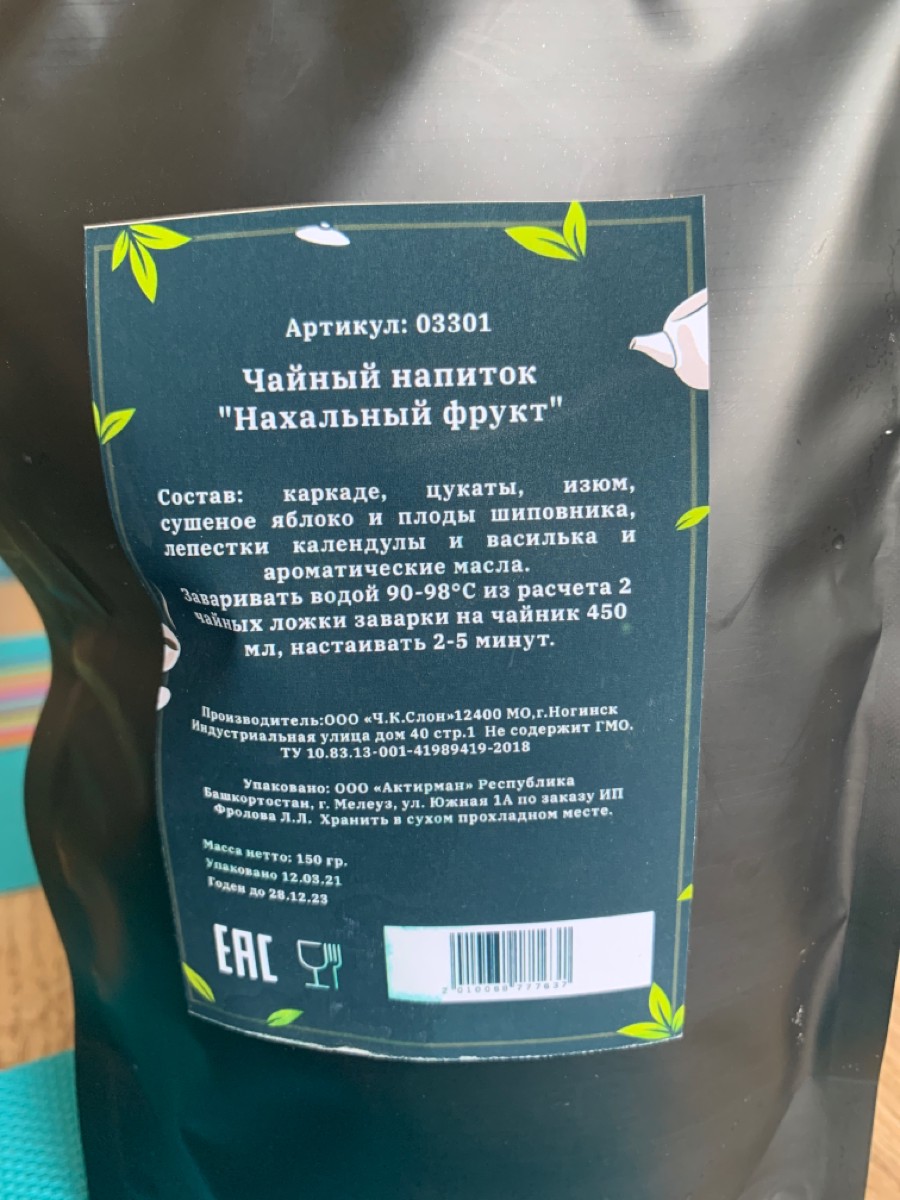 Артикул: 03301
Чайный напиток
"Нахальный фрукт"
Состав: каркаде, цукаты, изюм,
сушеное яблоко и плоды шиповника,
лепестки календулы и василька и
ароматические масла.
Заваривать водой 90-98°С из расчета 2
чайных ложки заварки на чайник 450
мл, настаивать 2-5 минут.
Производитель:ООО «Ч.К.Слон»12400 МО,г.Ногинск
Индустриальная улица дом 40 стр.1 Не содержит ГМО.
ТУ 10.83.13-001-41989419-2018
Упаковано: ООО «Актирман» Республика
Башкортостан, г. Мелеуз, ул. Южная 1А по заказу ИП
Фролова Л.Л. Хранить в сухом прохладном месте.
Масса нетто: 150 гр.
Упаковано 12.03.21
Годен до 28.12.23
ЕАС
2 010068 777637